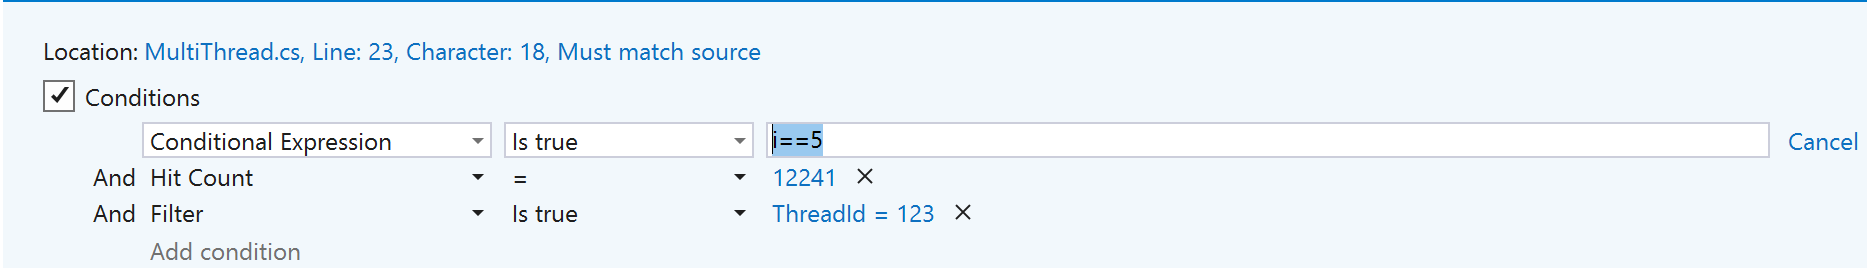 Location: MultiThread.cs, Line: 23, Character: 18, Must match source
Conditions
Conditional Expression Is true i==5 Cancel
And Hit Count = 12241
And Filter Is true ThreadId = 123
Add condition